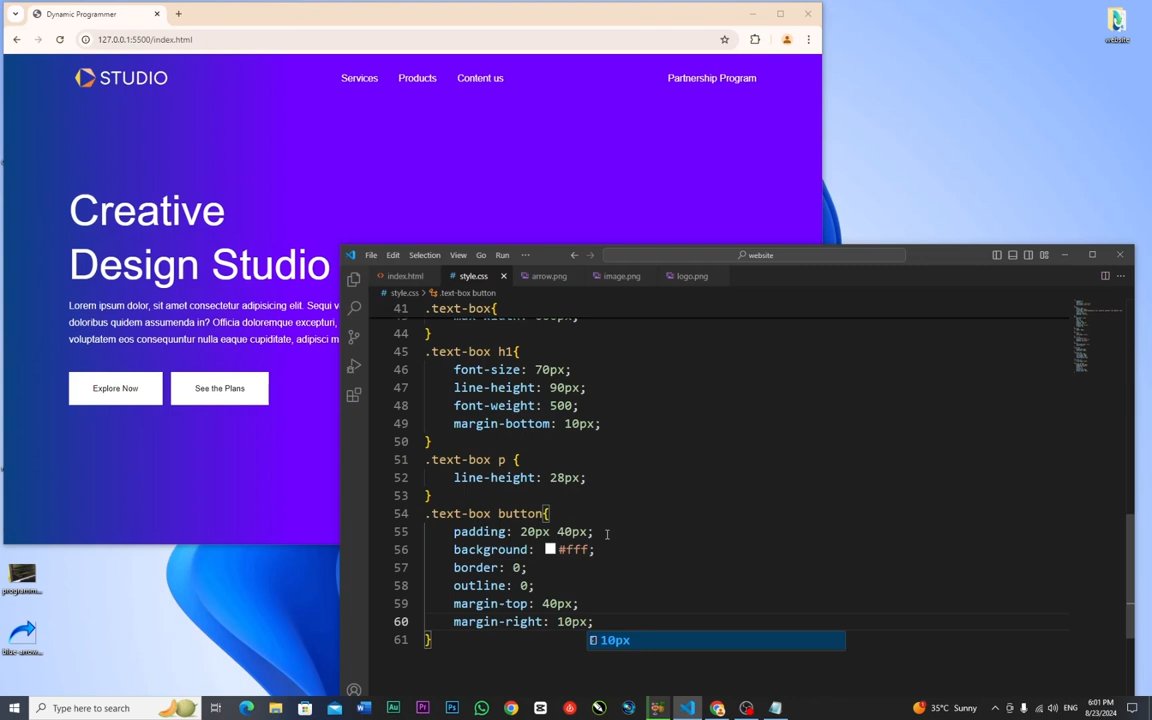 Dynamic Programmer
127.0.0.1:5500/index.html
website
STUDIO
Services
Products
Content us
Partnership Program
Creative
Design Studio
Lorem ipsum dolor, sit amet consectetur adipisicing elit. Sequi v
doloribus quidem assumenda in? Officia doloremque excepturi,
voluptatem eos consequuntur nulla eaque cupiditate, adipisci m
Explore Now
See the Plans
File Edit Selection View Go Run ···
website
index.html
# style.css
arrow.png
image.png
logo.png
# style.css > .text-box button
41 .text-box{
44 }
45 .text-box h1{
46 font-size: 70px;
47 line-height: 90px;
48 font-weight: 500;
49 margin-bottom: 10px;
50 }
51 .text-box p {
52 line-height: 28px;
53 }
54 .text-box button{
55 padding: 20px 40px;
56 background: #fff;
57 border: 0;
58 outline: 0;
59 margin-top: 40px;
60 margin-right: 10px;
61 }
10px
programm...
blue-arrow...
Type here to search
Au
Pr
Ps
35°C Sunny
ENG
6:01 PM
8/23/2024